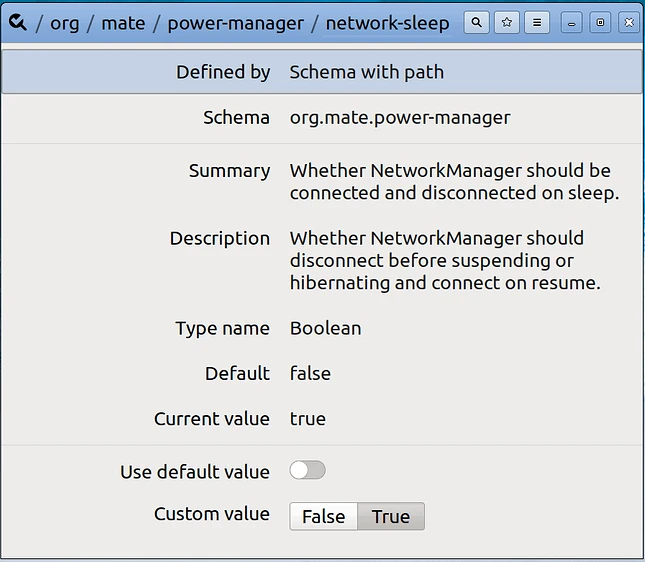 / org / mate / power-manager / network-sleep
Defined by Schema with path
Schema org.mate.power-manager
Summary Whether NetworkManager should be
connected and disconnected on sleep.
Description Whether NetworkManager should
disconnect before suspending or
hibernating and connect on resume.
Type name Boolean
Default false
Current value true
Use default value
Custom value False True